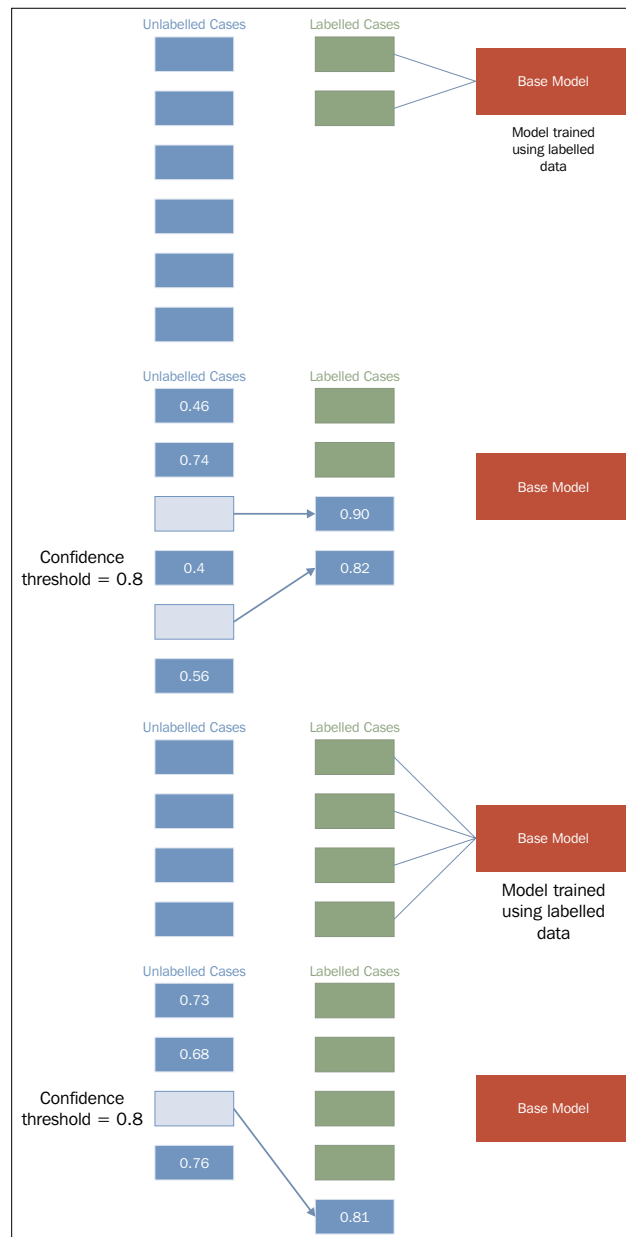 Unlabelled Cases
Labelled Cases
Base Model
Model trained
using labelled
data
Unlabelled Cases
Labelled Cases
0.46
0.74
Base Model
0.90
Confidence
threshold = 0.8
0.4
0.82
0.56
Unlabelled Cases
Labelled Cases
Base Model
Model trained
using labelled
data
Unlabelled Cases
Labelled Cases
0.73
0.68
Confidence
threshold = 0.8
Base Model
0.76
0.81